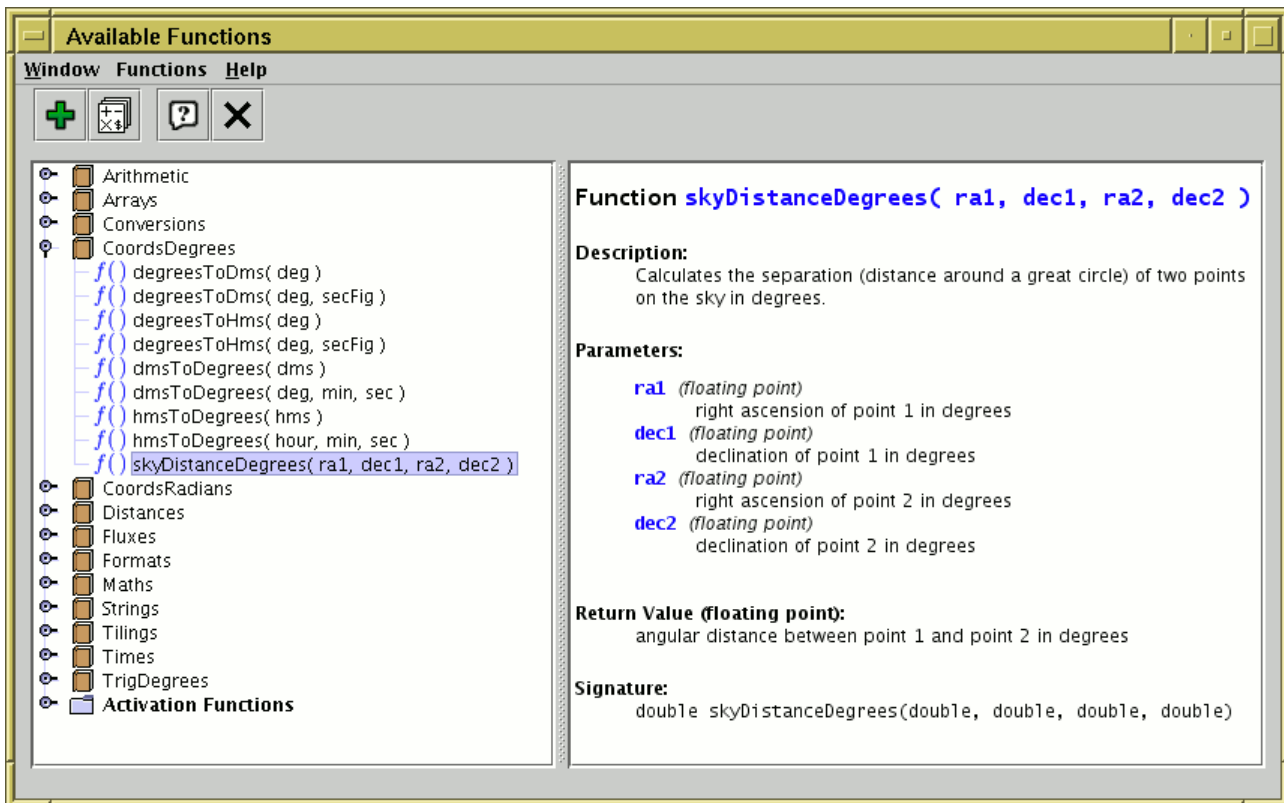 Available Functions
Window Functions Help
Arithmetic
Arrays
Conversions
CoordsDegrees
f() degreesToDms( deg )
f() degreesToDms( deg, secFig )
f() degreesToHms( deg )
f() degreesToHms( deg, secFig )
f() dmsToDegrees( dms )
f() dmsToDegrees( deg, min, sec )
f() hmsToDegrees( hms )
f() hmsToDegrees( hour, min, sec )
f() skyDistanceDegrees( ra1, dec1, ra2, dec2 )
CoordsRadians
Distances
Fluxes
Formats
Maths
Strings
Tilings
Times
TrigDegrees
Activation Functions
Function skyDistanceDegrees( ra1, dec1, ra2, dec2 )
Description:
Calculates the separation (distance around a great circle) of two points
on the sky in degrees.
Parameters:
ra1 (floating point)
right ascension of point 1 in degrees
dec1 (floating point)
declination of point 1 in degrees
ra2 (floating point)
right ascension of point 2 in degrees
dec2 (floating point)
declination of point 2 in degrees
Return Value (floating point):
angular distance between point 1 and point 2 in degrees
Signature:
double skyDistanceDegrees(double, double, double, double)